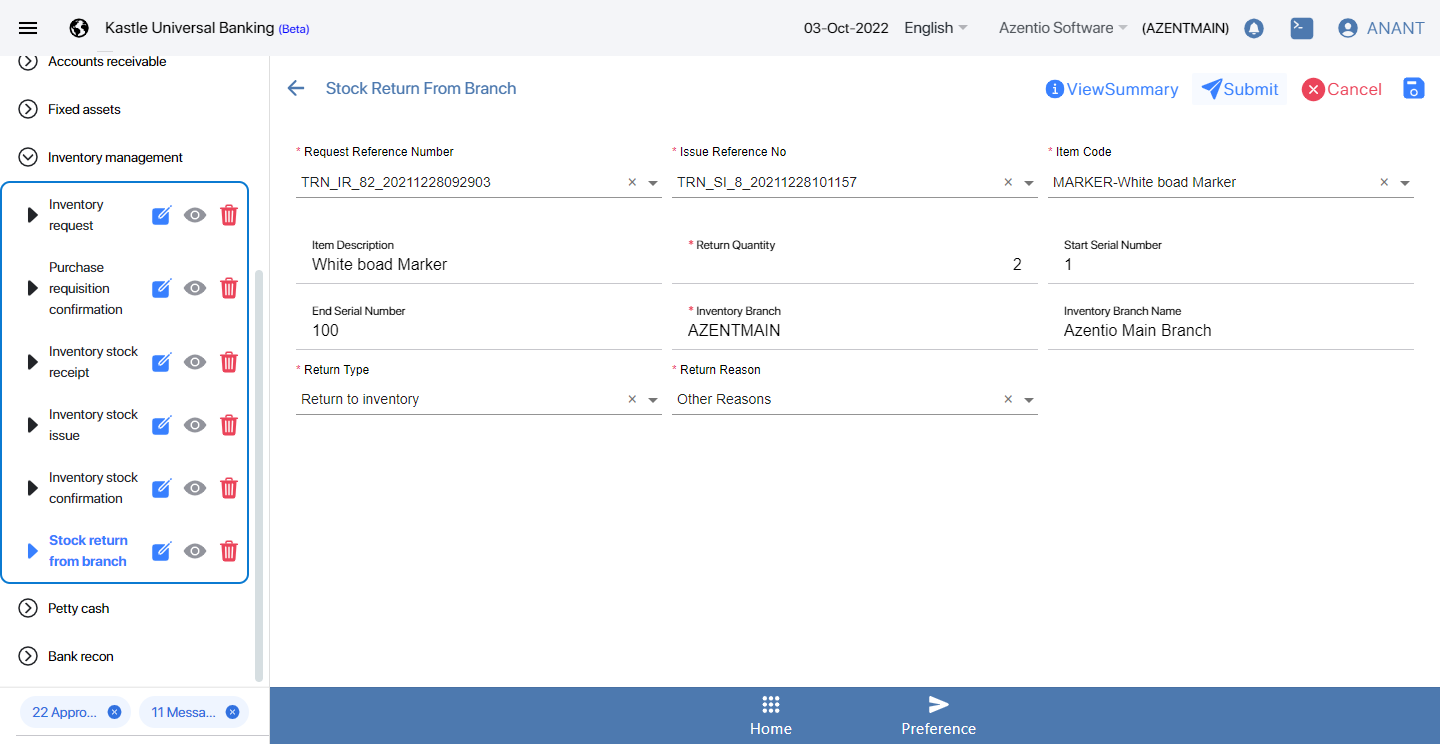 Kastle Universal Banking (Beta)
03-Oct-2022
English
Azentio Software
(AZENTMAIN)
ANANT
Accounts receivable
Fixed assets
Inventory management
Inventory
request
Purchase
requisition
confirmation
Inventory stock
receipt
Inventory stock
issue
Inventory stock
confirmation
Stock return
from branch
Petty cash
Bank recon
22 Appro...
11 Messa...
Stock Return From Branch
ViewSummary
Submit
Cancel
* Request Reference Number
TRN_IR_82_20211228092903
* Issue Reference No
TRN_SI_8_20211228101157
* Item Code
MARKER-White boad Marker
Item Description
White boad Marker
* Return Quantity
2
Start Serial Number
1
End Serial Number
100
* Inventory Branch
AZENTMAIN
Inventory Branch Name
Azentio Main Branch
* Return Type
Return to inventory
* Return Reason
Other Reasons
Home
Preference